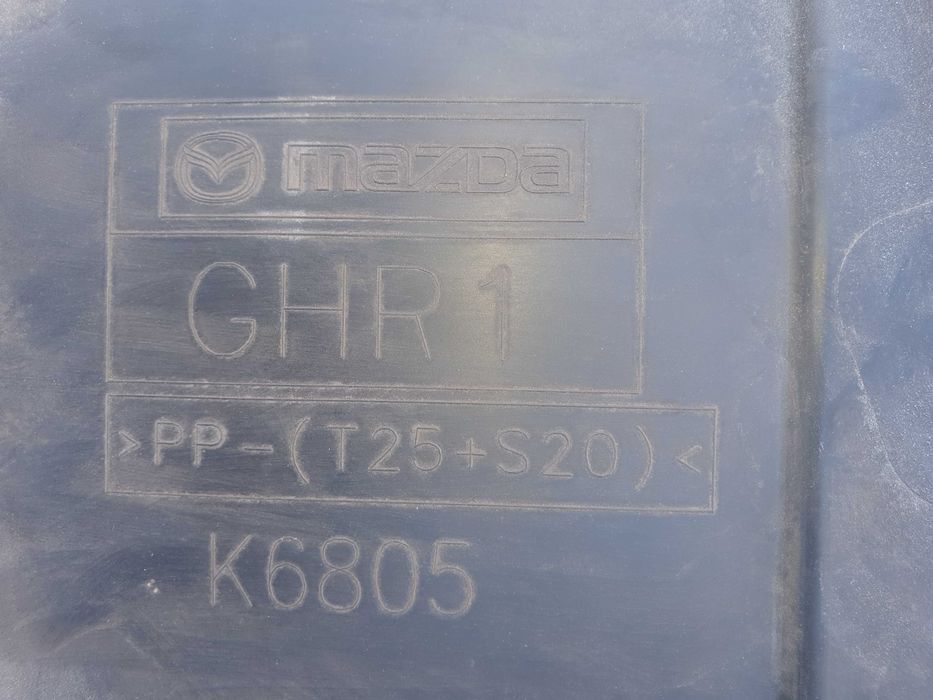 mazda
GHR1
>PP-(T25+S20)<
K6805